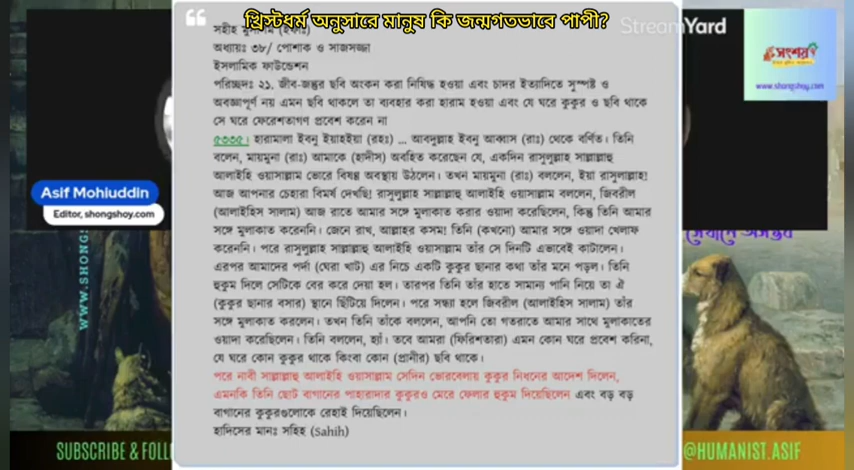 খ্রিস্টধর্ম অনুসারে মানুষ কি জন্মগতভাবে পাপী?
StreamYard
সংশয়
www.shongshoy.com
সহীহ মুসলিম (ইফাঃ)
অধ্যায়ঃ ৩৮/ পোশাক ও সাজসজ্জা
ইসলামিক ফাউন্ডেশন
পরিচ্ছদঃ ২১. জীব-জন্তুর ছবি অংকন করা নিষিদ্ধ হওয়া এবং চাদর ইত্যাদিতে সুস্পষ্ট ও
অবজ্ঞাপূর্ণ নয় এমন ছবি থাকলে তা ব্যবহার করা হারাম হওয়া এবং যে ঘরে কুকুর ও ছবি থাকে
সে ঘরে ফেরেশতাগণ প্রবেশ করেন না
৫৩৩৫। হারামালা ইবনু ইয়াহইয়া (রহঃ) ... আবদুল্লাহ ইবনু আব্বাস (রাঃ) থেকে বর্ণিত। তিনি
বলেন, মায়মুনা (রাঃ) আমাকে (হাদীস) অবহিত করেছেন যে, একদিন রাসুলুল্লাহ সাল্লাল্লাহু
আলাইহি ওয়াসাল্লাম ভোরে বিষণ্ণ অবস্থায় উঠলেন। তখন মায়মুনা (রাঃ) বললেন, ইয়া রাসুলাল্লাহ!
আজ আপনার চেহারা বিমর্ষ দেখছি! রাসুলুল্লাহ সাল্লাল্লাহু আলাইহি ওয়াসাল্লাম বললেন, জিবরীল
(আলাইহিস সালাম) আজ রাতে আমার সঙ্গে মুলাকাত করার ওয়াদা করেছিলেন, কিন্তু তিনি আমার
সঙ্গে মুলাকাত করেননি। জেনে রাখ, আল্লাহর কসম! তিনি (কখনো) আমার সঙ্গে ওয়াদা খেলাফ
করেননি। পরে রাসুলুল্লাহ সাল্লাল্লাহু আলাইহি ওয়াসাল্লাম তাঁর সে দিনটি এভাবেই কাটালেন।
এরপর আমাদের পর্দা (ঘেরা খাট) এর নিচে একটি কুকুর ছানার কথা তাঁর মনে পড়ল। তিনি
হুকুম দিলে সেটিকে বের করে দেয়া হল। তারপর তিনি তাঁর হাতে সামান্য পানি নিয়ে তা ঐ
(কুকুর ছানার বসার) স্থানে ছিটিয়ে দিলেন। পরে সন্ধ্যা হলে জিবরীল (আলাইহিস সালাম) তাঁর
সঙ্গে মুলাকাত করলেন। তখন তিনি তাঁকে বললেন, আপনি তো গতরাতে আমার সাথে মুলাকাতের
ওয়াদা করেছিলেন। তিনি বললেন, হ্যাঁ। তবে আমরা (ফিরিশতারা) এমন কোন ঘরে প্রবেশ করিনা,
যে ঘরে কোন কুকুর থাকে কিংবা কোন (প্রানীর) ছবি থাকে।
পরে নাবী সাল্লাল্লাহু আলাইহি ওয়াসাল্লাম সেদিন ভোরবেলায় কুকুর নিধনের আদেশ দিলেন,
এমনকি তিনি ছোট বাগানের পাহারাদার কুকুরও মেরে ফেলার হুকুম দিয়েছিলেন এবং বড় বড়
বাগানের কুকুরগুলোকে রেহাই দিয়েছিলেন।
হাদিসের মানঃ সহিহ (Sahih)
Asif Mohiuddin
Editor, shongshoy.com
WWW.SHONGS
SUBSCRIBE & FOLL
@HUMANIST.ASIF